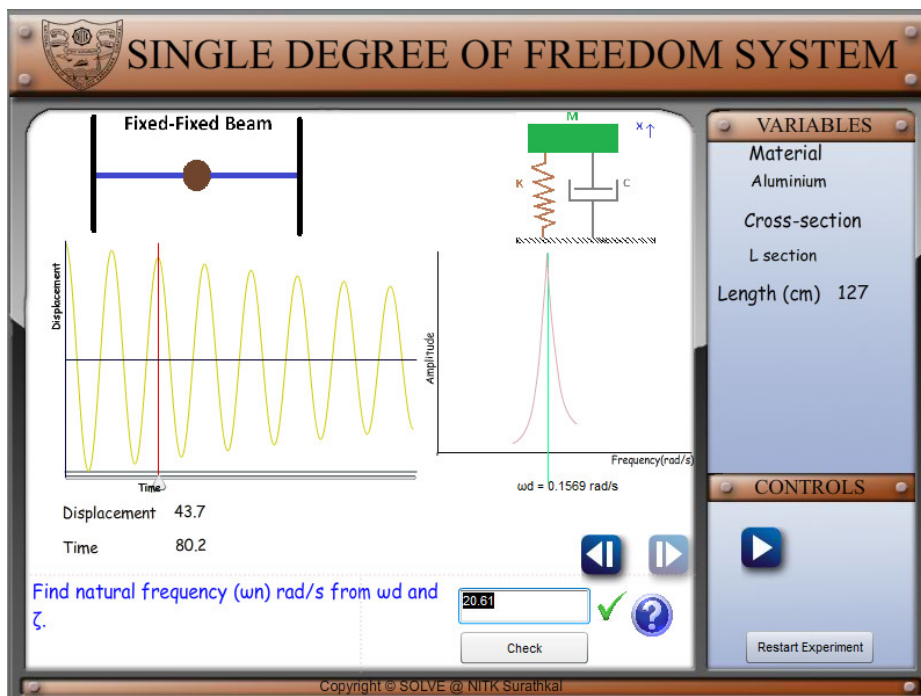 SINGLE DEGREE OF FREEDOM SYSTEM
Fixed-Fixed Beam
M
x↑
K
C
Displacement
Time
Amplitude
Frequency(rad/s)
ωd = 0.1569 rad/s
Displacement 43.7
Time 80.2
Find natural frequency (ωn) rad/s from ωd and
ζ.
20.61
?
Check
VARIABLES
Material
Aluminium
Cross-section
L section
Length (cm) 127
CONTROLS
Restart Experiment
Copyright © SOLVE @ NITK Surathkal